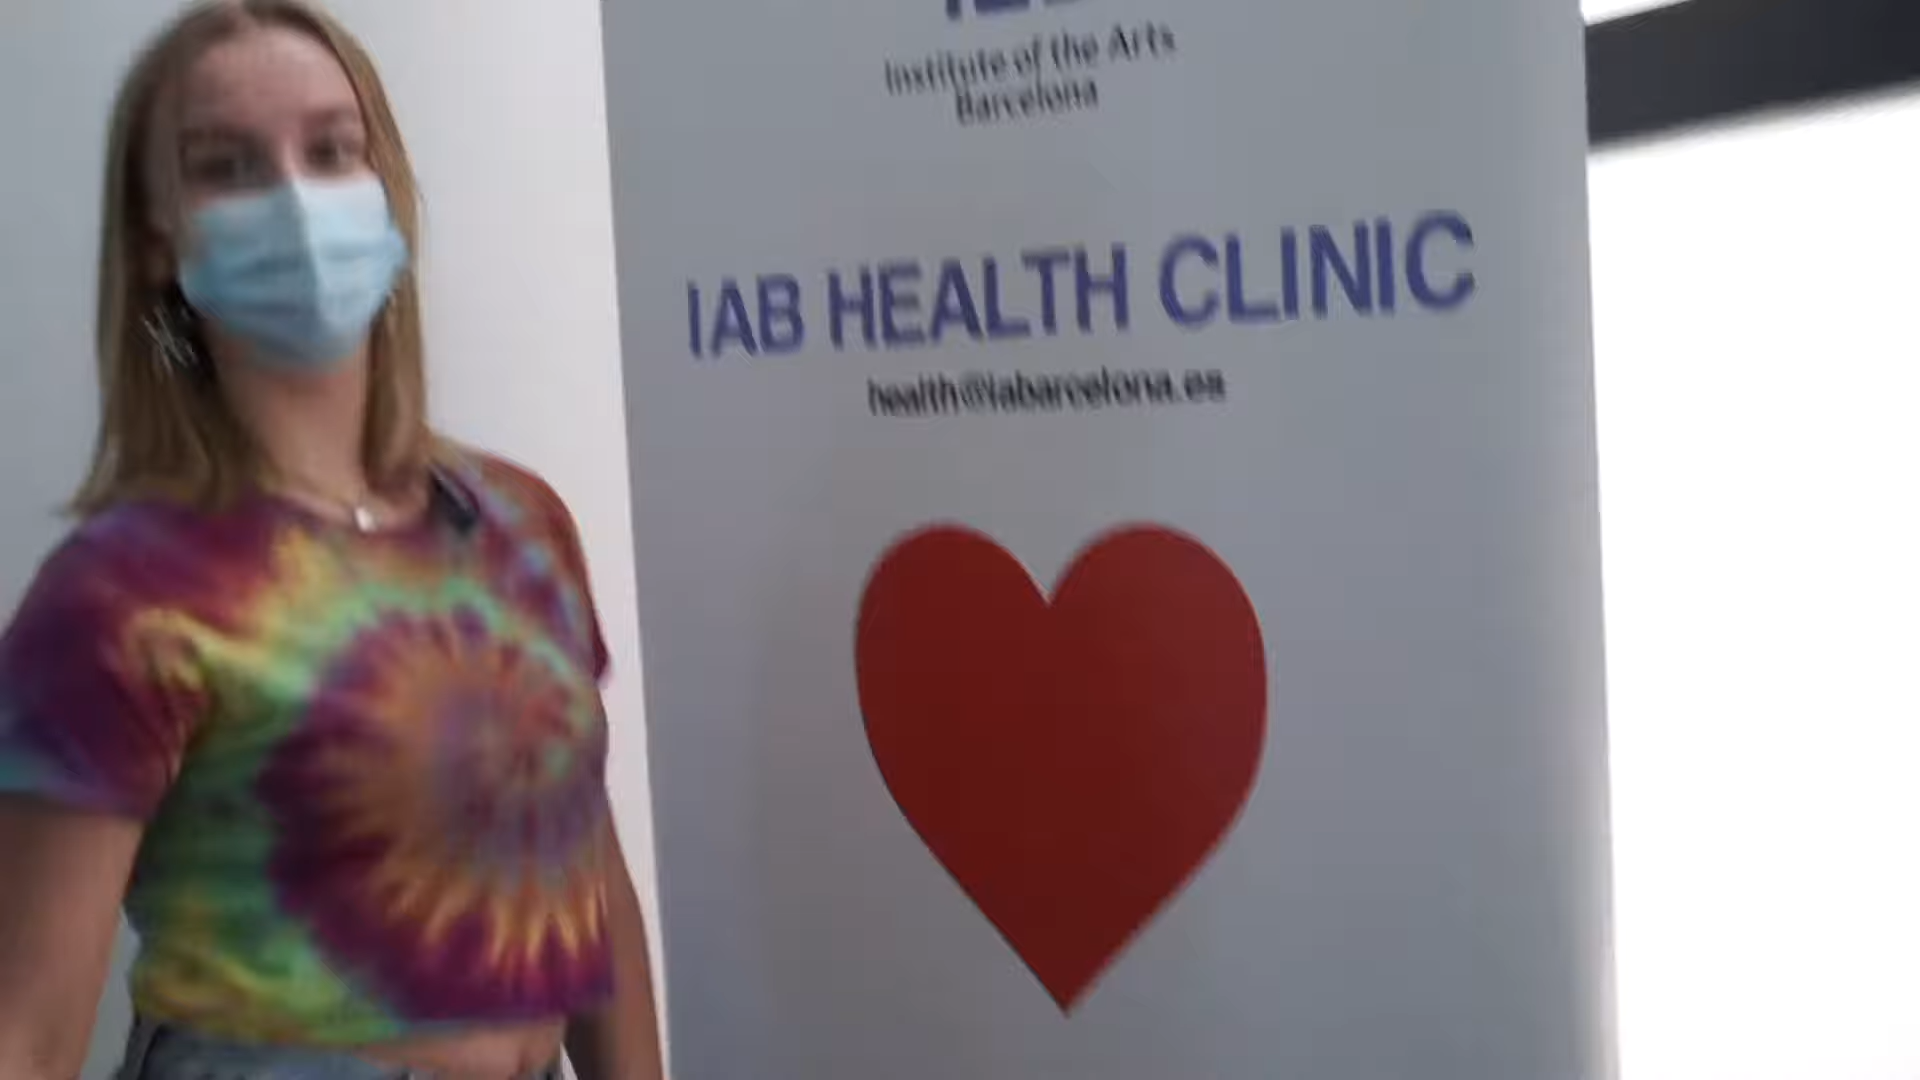 Institute of the Arts
Barcelona
IAB HEALTH CLINIC
health@iabarcelona.es